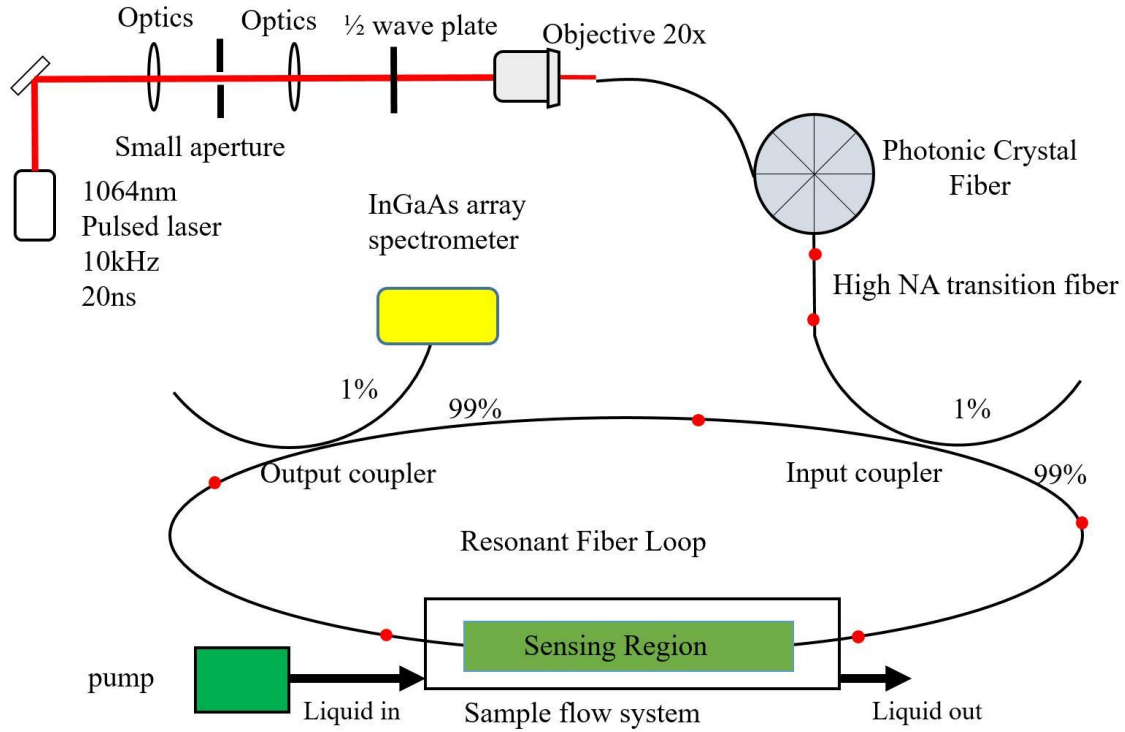 Optics
Optics
½ wave plate
Objective 20x
Small aperture
1064nm
Pulsed laser
10kHz
20ns
InGaAs array
spectrometer
Photonic Crystal
Fiber
High NA transition fiber
1%
99%
1%
99%
Output coupler
Input coupler
Resonant Fiber Loop
Sensing Region
pump
Liquid in
Sample flow system
Liquid out